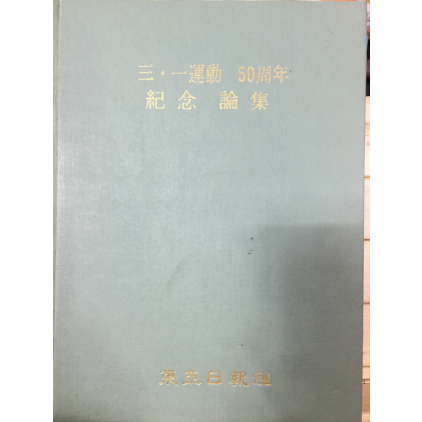 三·一運動 50周年
紀念 論集
東亞日報社